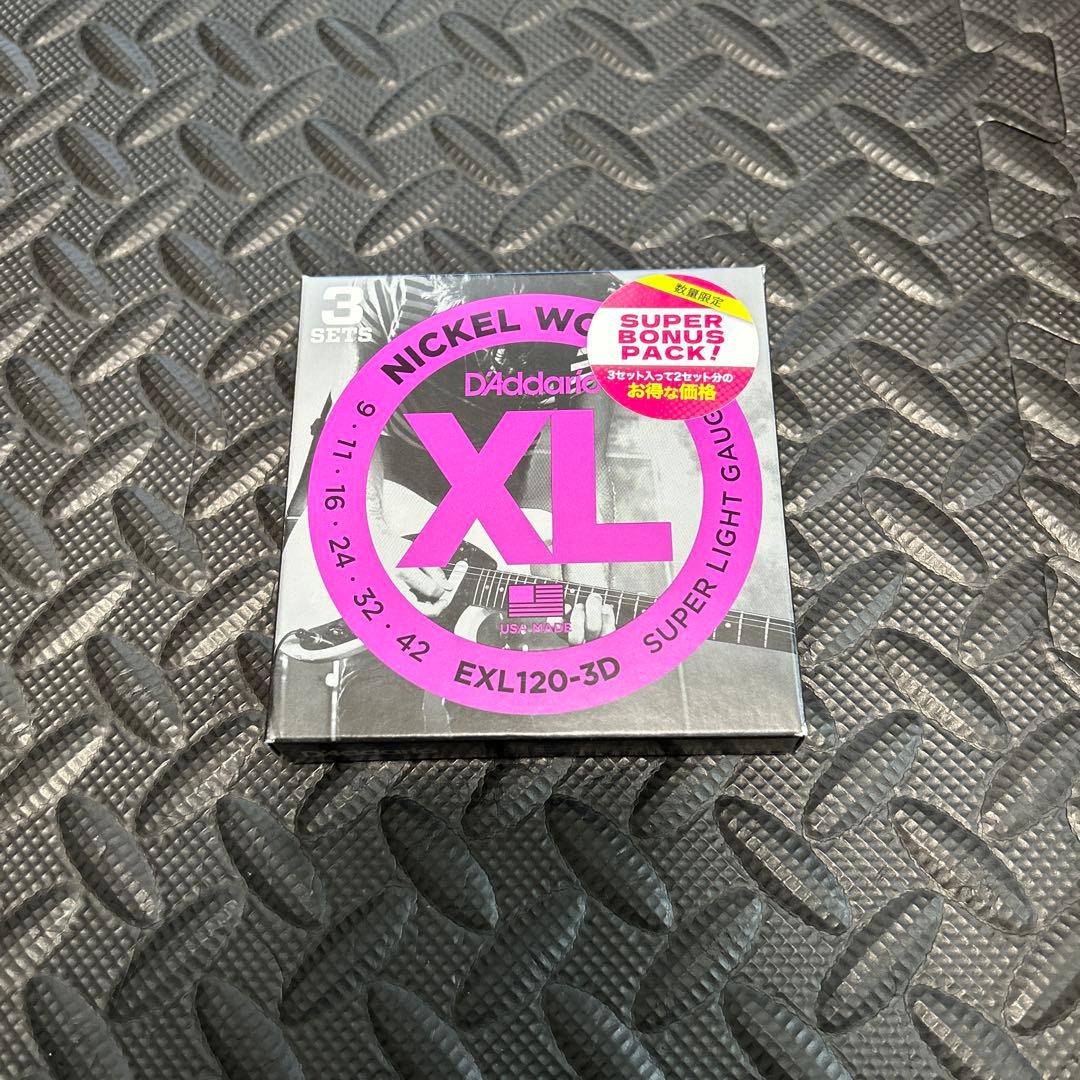 3
SETS
NICKEL WO
数量限定
SUPER
BONUS
PACK!
3セット入って2セット分の
お得な価格
D'Addario
XL
USA MADE
9・11・16・24・32・42
EXL120-3D
SUPER LIGHT GAUG